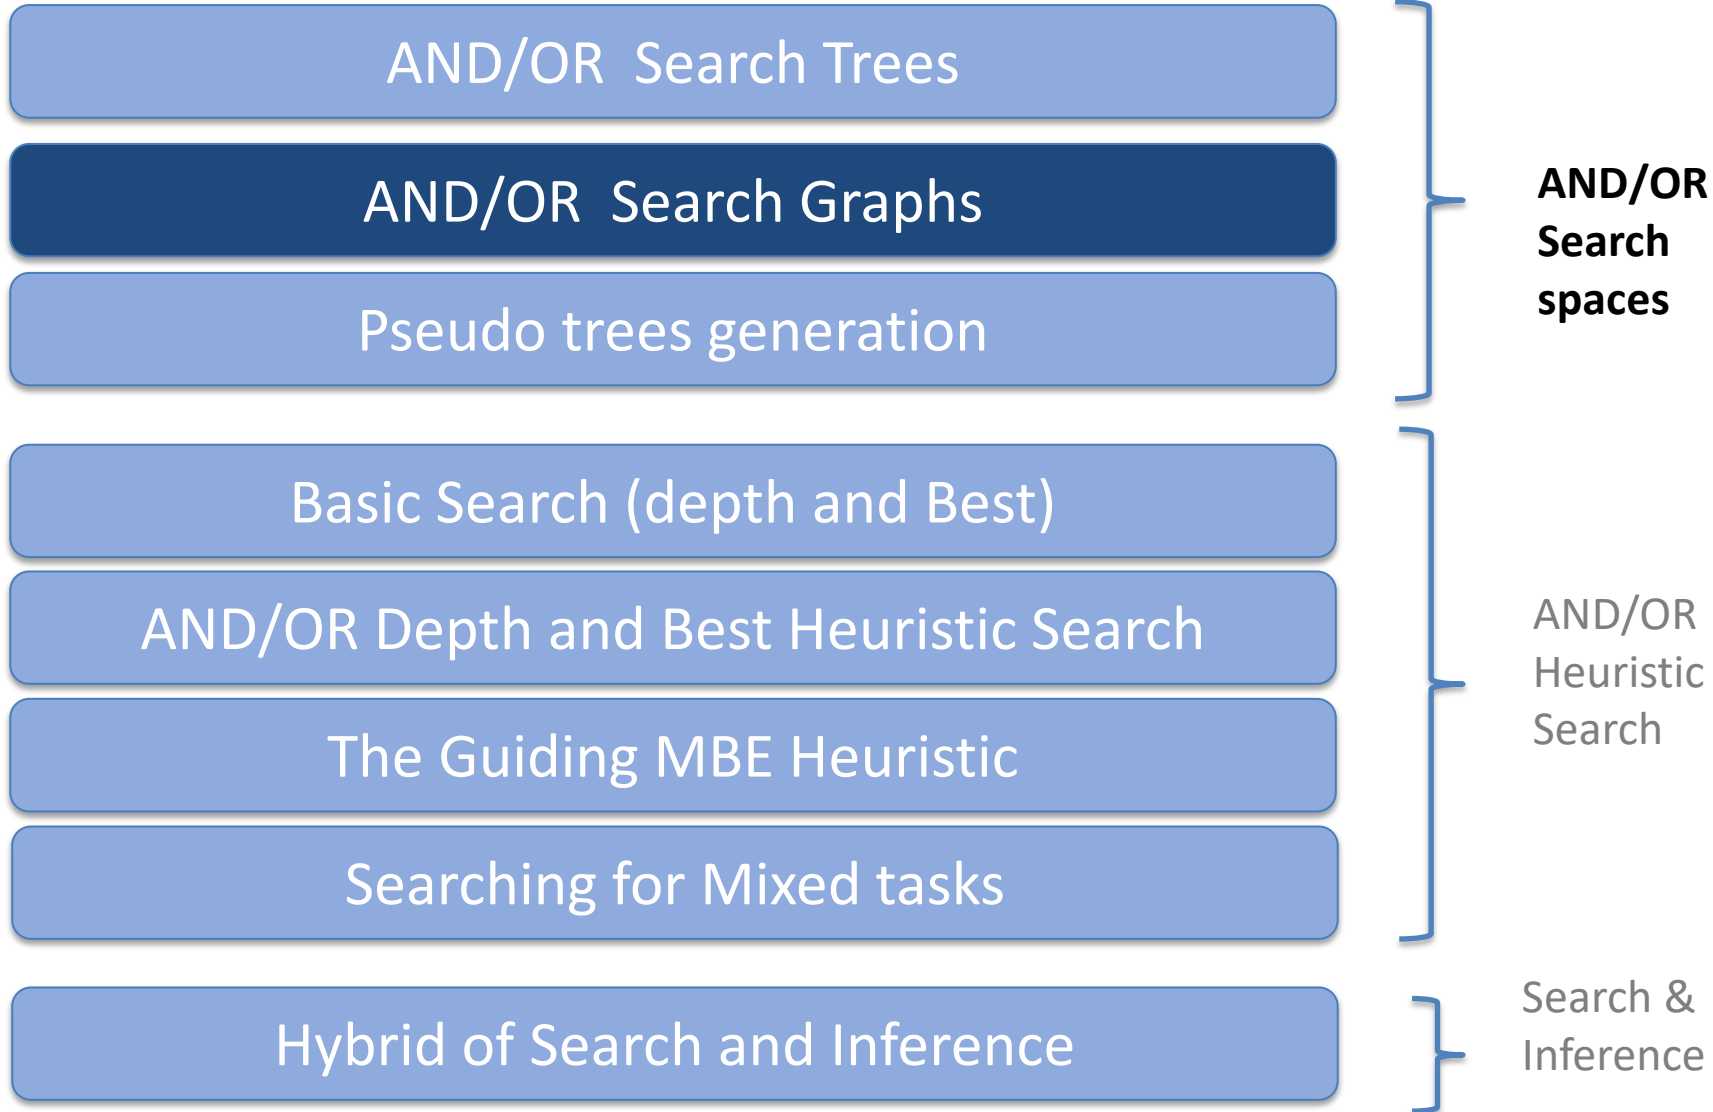 AND/OR  Search Trees
AND/OR  Search Graphs
Pseudo trees generation
AND/OR
Search
spaces
Basic Search (depth and Best)
AND/OR Depth and Best Heuristic Search
The Guiding MBE Heuristic
Searching for Mixed tasks
AND/OR
Heuristic
Search
Hybrid of Search and Inference
Search &
Inference